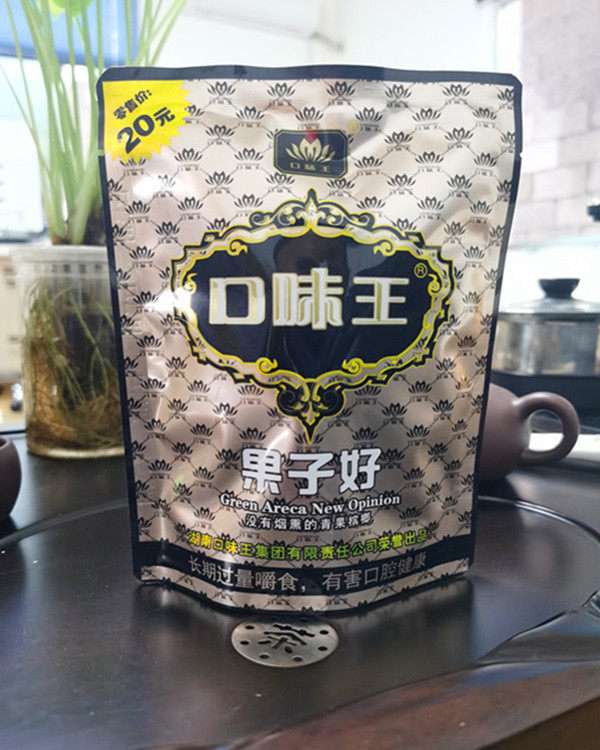 零售价:
20元
口味王
口味王®
果子好
Green Areca New Opinion
没有烟熏的青果槟榔
湖南口味王集团有限责任公司荣誉出品
长期过量嚼食，有害口腔健康
茶